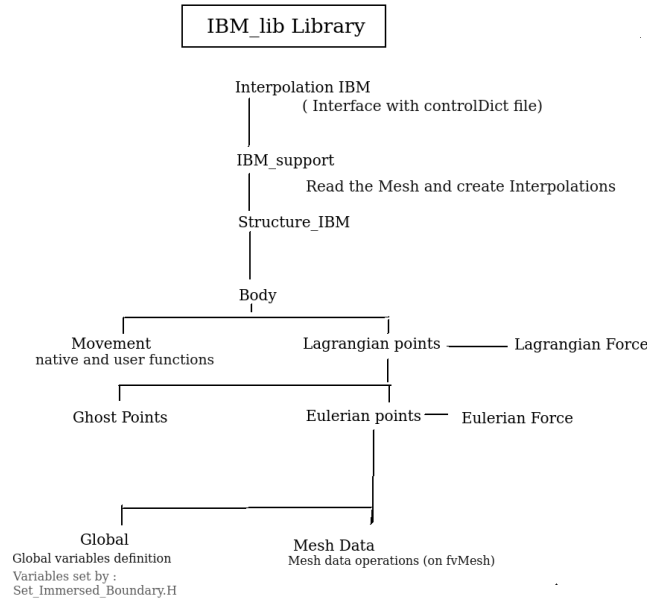 IBM_lib Library
Interpolation IBM
( Interface with controlDict file)
IBM_support
Read the Mesh and create Interpolations
Structure_IBM
Body
Movement
native and user functions
Lagrangian points
Lagrangian Force
Ghost Points
Eulerian points
Eulerian Force
Global
Global variables definition
Variables set by :
Set_Immersed_Boundary.H
Mesh Data
Mesh data operations (on fvMesh)